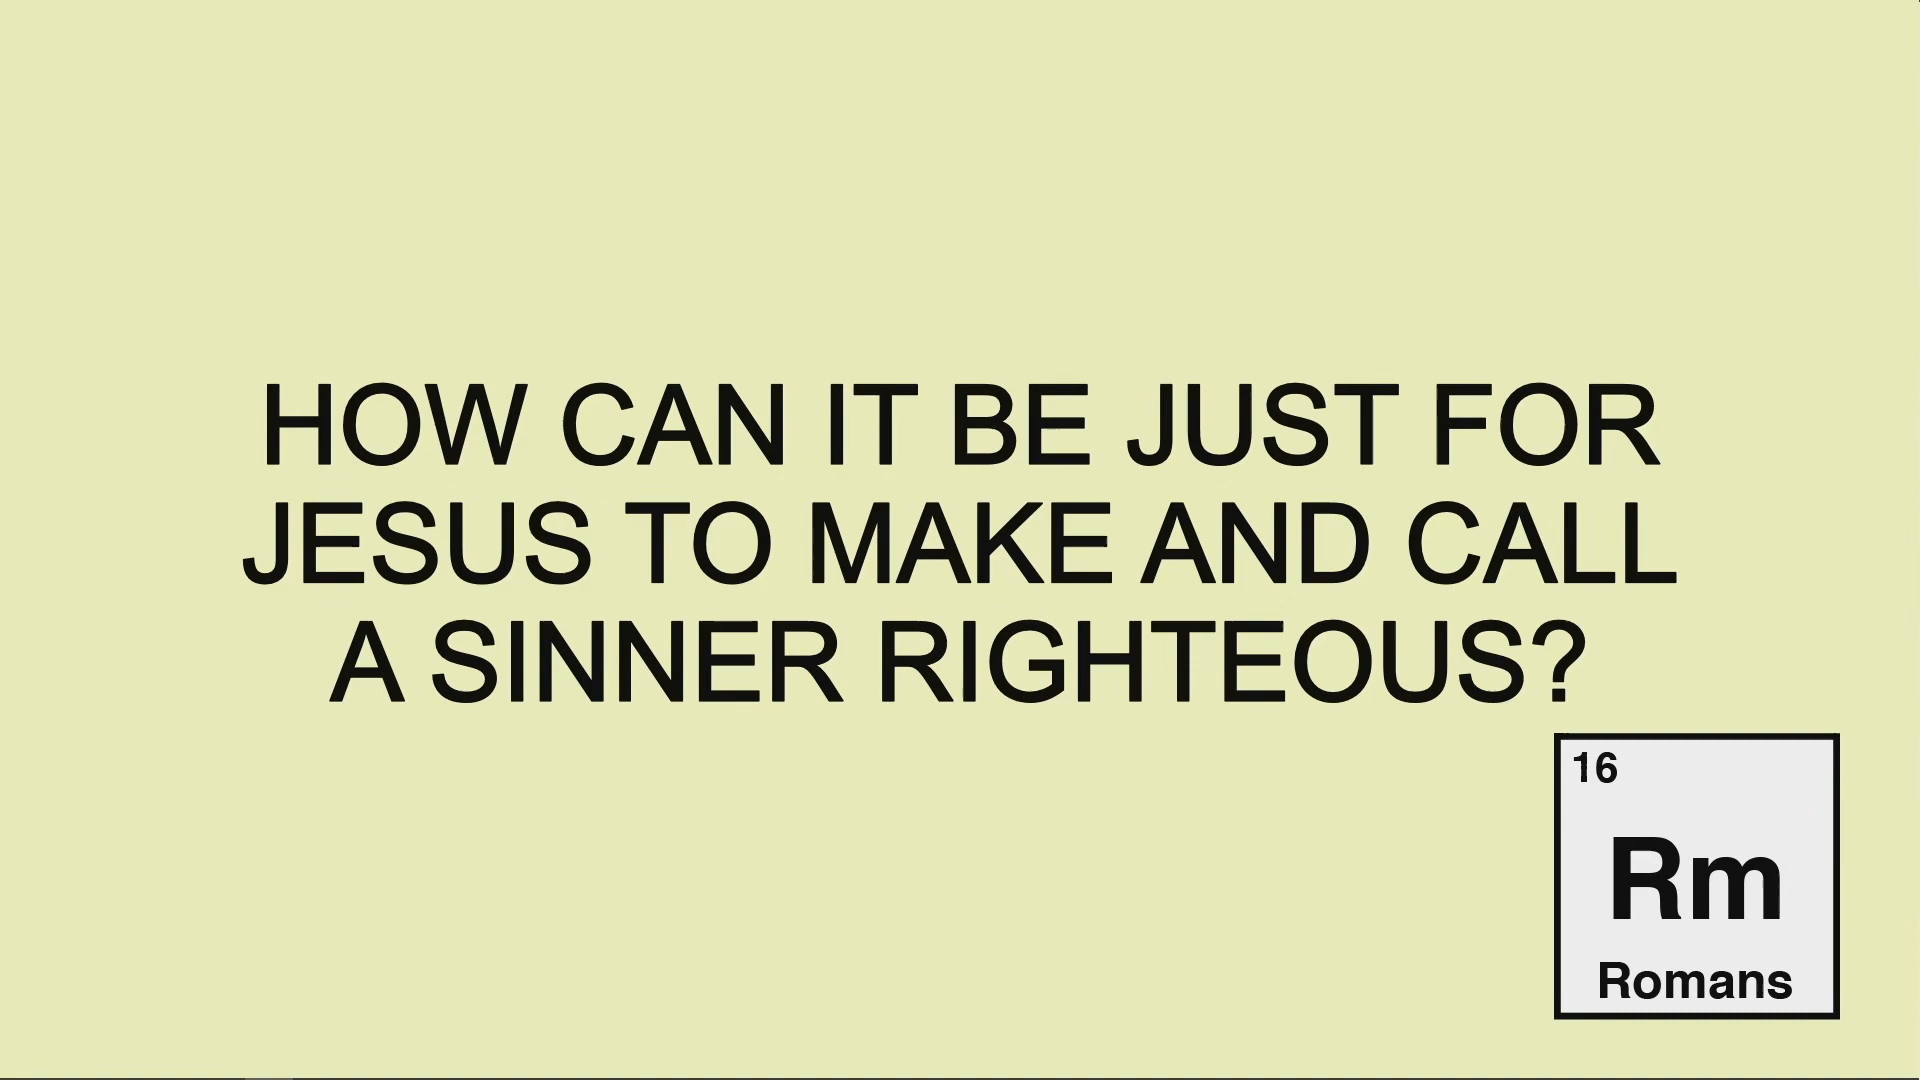 HOW CAN IT BE JUST FOR
JESUS TO MAKE AND CALL
A SINNER RIGHTEOUS?
16
Rm
Romans